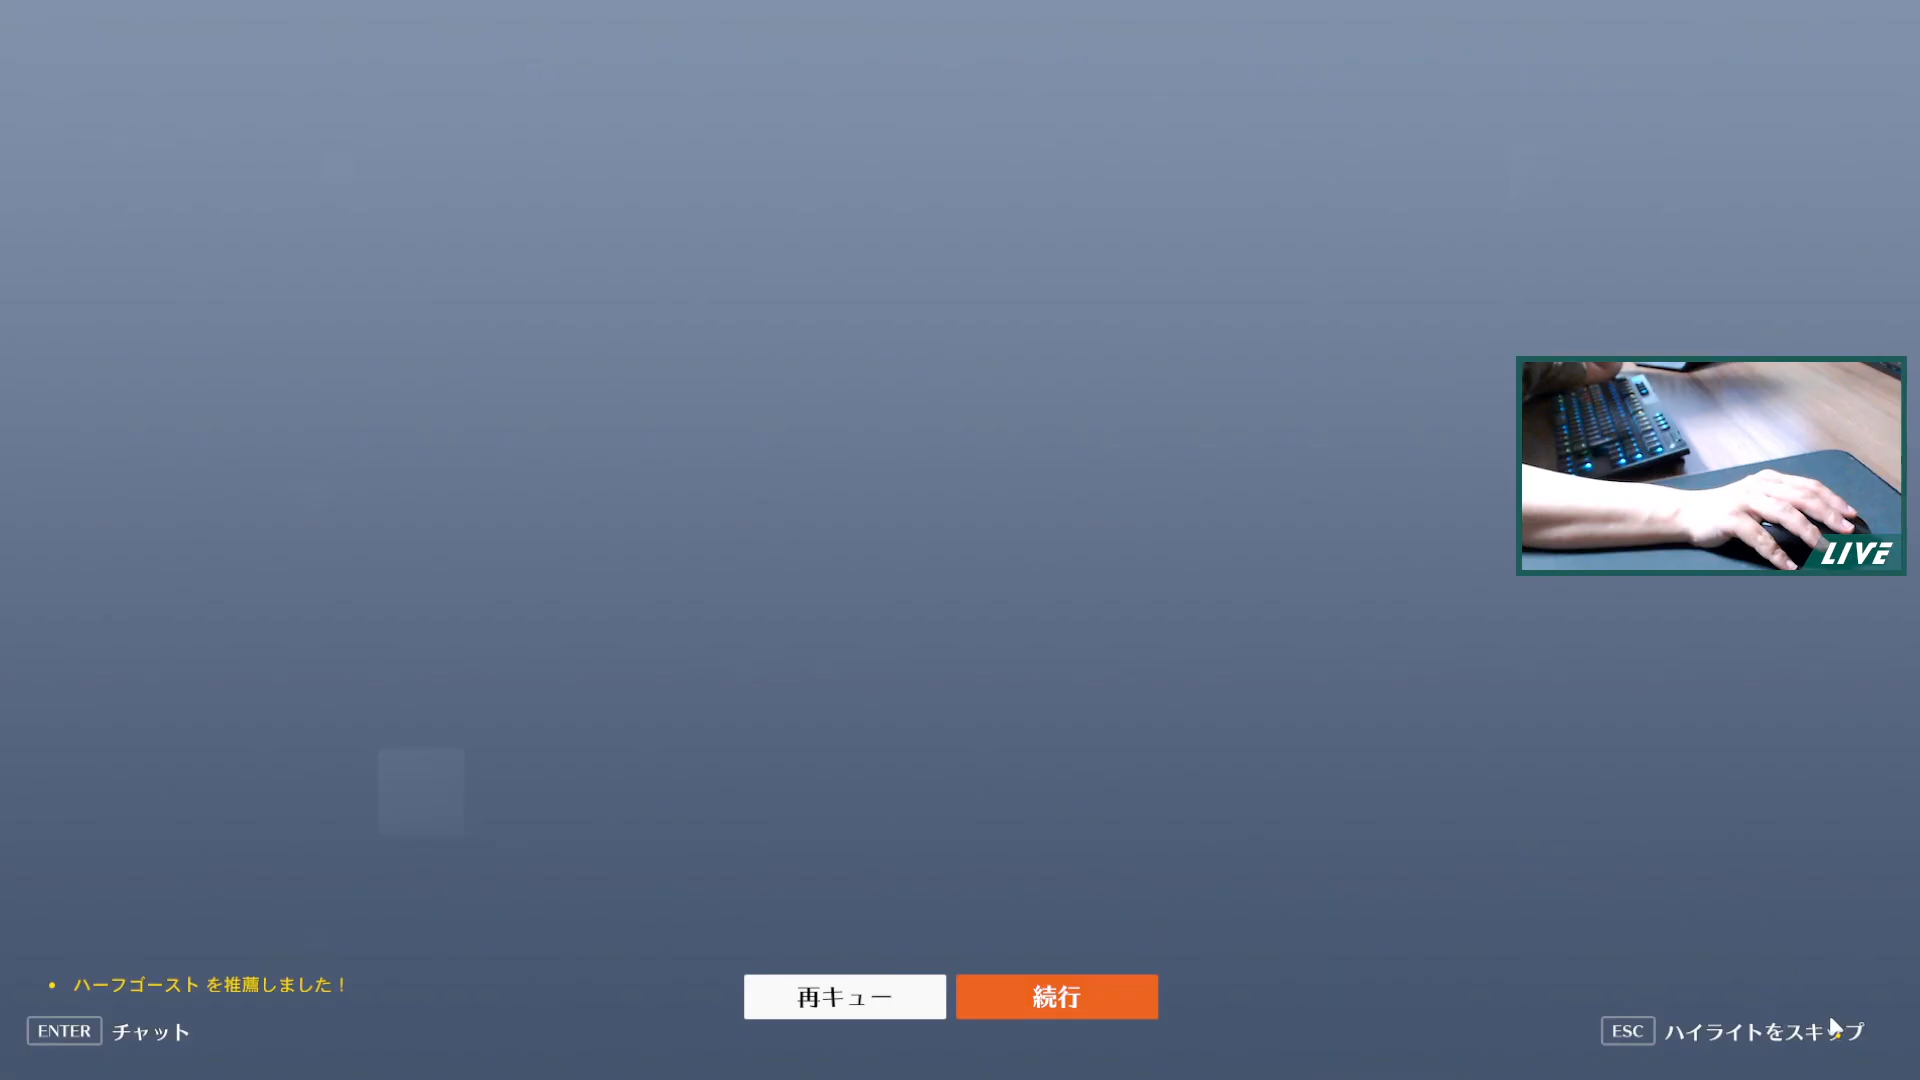 LIVE
• ハーフゴースト を推薦しました！
再キュー
続行
ENTER チャット
ESC ハイライトをスキップ